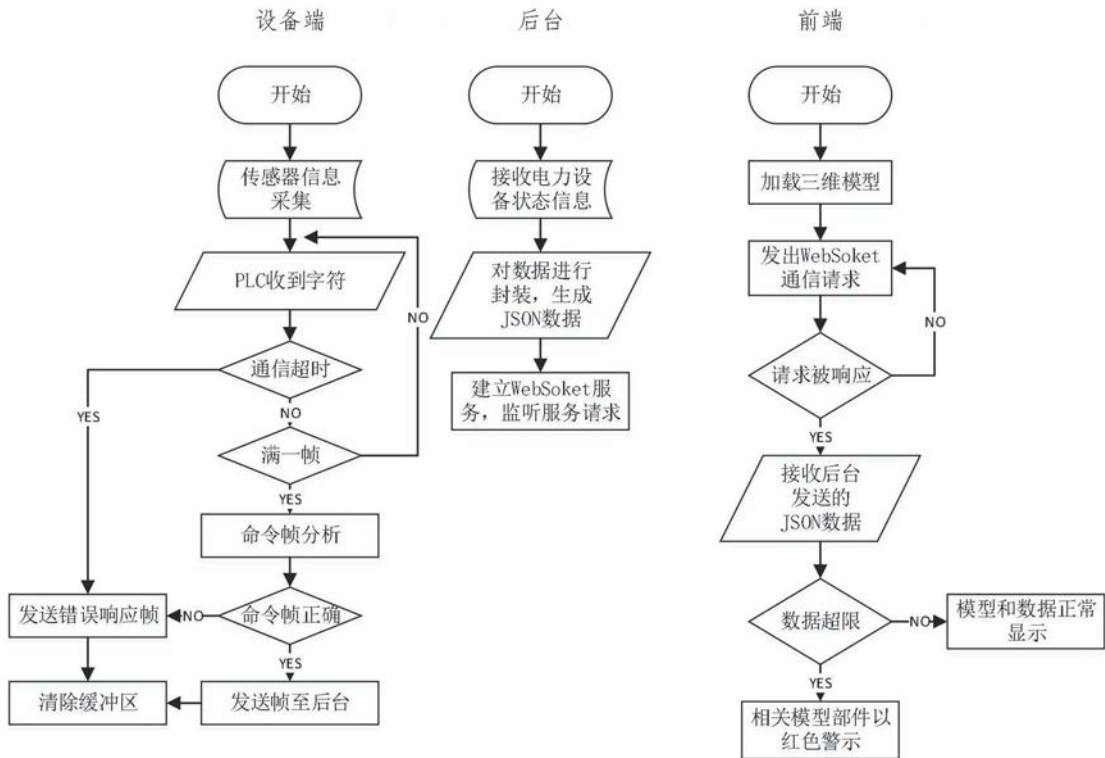 设备端
开始
传感器信息
采集
PLC收到字符
NO
通信超时
YES
NO
满一帧
YES
命令帧分析
发送错误响应帧
NO
命令帧正确
YES
清除缓冲区
发送帧至后台
后台
开始
接收电力设
备状态信息
对数据进行
封装，生成
JSON数据
建立WebSoket服
务，监听服务请求
前端
开始
加载三维模型
发出WebSoket
通信请求
NO
请求被响应
YES
接收后台
发送的
JSON数据
数据超限
NO
模型和数据正常
显示
YES
相关模型部件以
红色警示